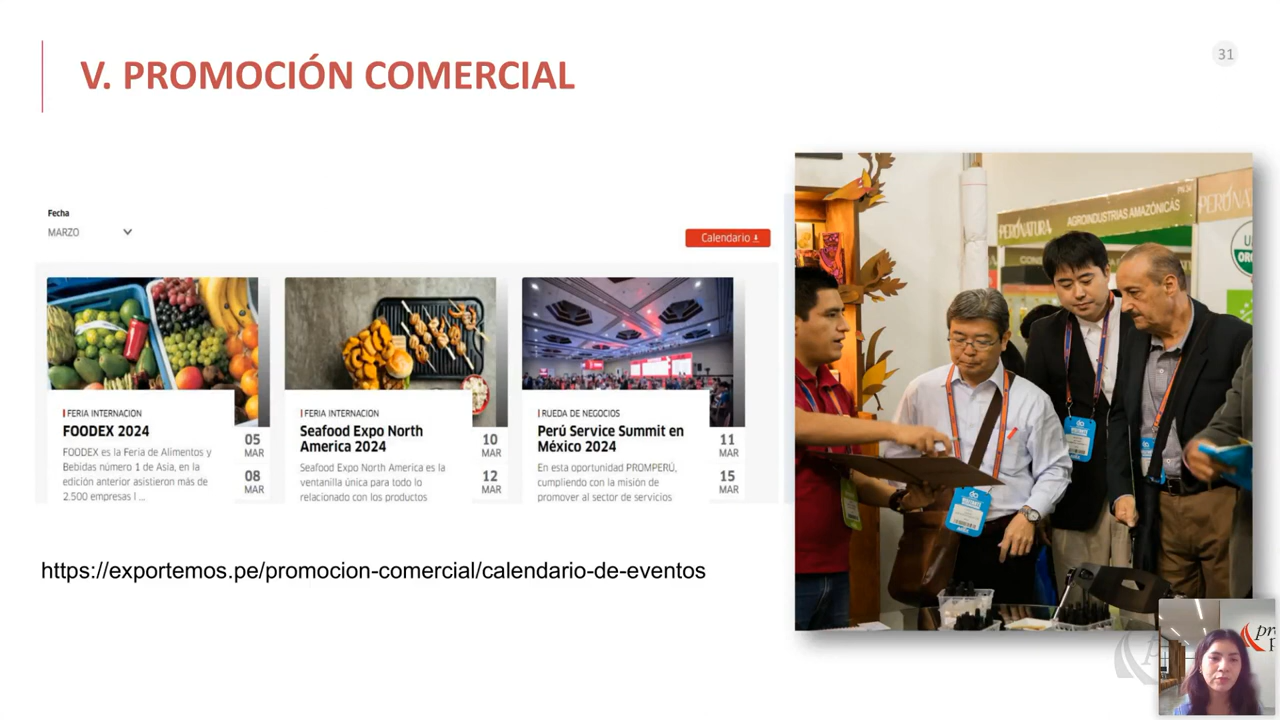 V. PROMOCIÓN COMERCIAL
31
Fecha
MARZO
Calendario
FERIA INTERNACION
FOODEX 2024
FOODEX es la Feria de Alimentos y
Bebidas número 1 de Asia, en la
edición anterior asistieron más de
2.500 empresas l ...
05
MAR
08
MAR
FERIA INTERNACION
Seafood Expo North
America 2024
Seafood Expo North America es la
ventanilla única para todo lo
relacionado con los productos
10
MAR
12
MAR
RUEDA DE NEGOCIOS
Perú Service Summit en
México 2024
En esta oportunidad PROMPERÚ,
cumpliendo con la misión de
promover al sector de servicios
11
MAR
15
MAR
https://exportemos.pe/promocion-comercial/calendario-de-eventos
PERÚNATURA
AGROINDUSTRIAS AMAZÓNICAS